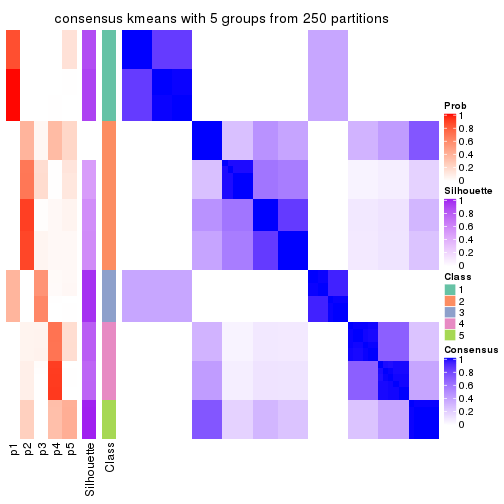 consensus kmeans with 5 groups from 250 partitions
Prob
1
0.8
0.6
0.4
0.2
0
Silhouette
1
0.8
0.6
0.4
0.2
0
Class
1
2
3
4
5
Consensus
1
0.8
0.6
0.4
0.2
0
p1
p2
p3
p4
p5
Silhouette
Class